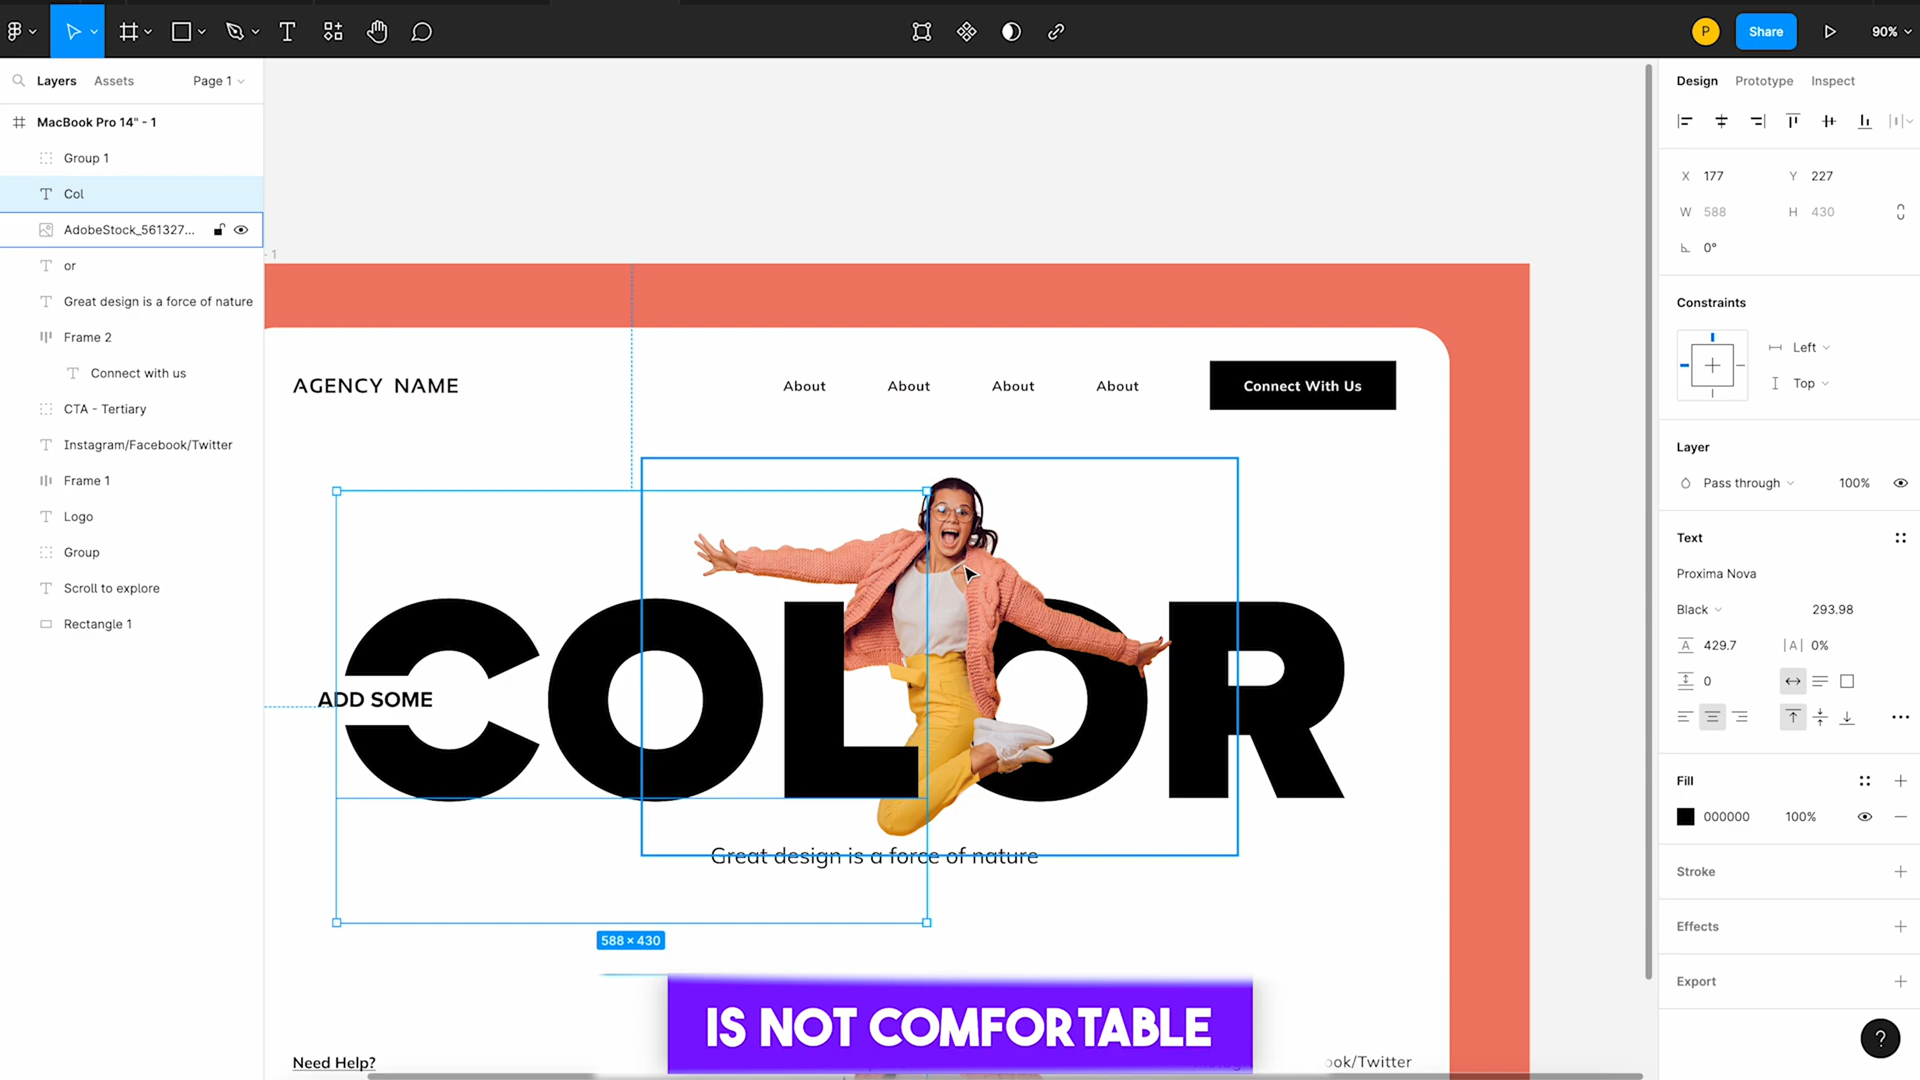 P
Share
90%
Layers
Assets
Page 1
Design
Prototype
Inspect
MacBook Pro 14" - 1
Group 1
Col
AdobeStock_561327...
or
Great design is a force of nature
Frame 2
Connect with us
CTA - Tertiary
Instagram/Facebook/Twitter
Frame 1
Logo
Group
Scroll to explore
Rectangle 1
- 1
AGENCY NAME
About
About
About
About
Connect With Us
COLOR
ADD SOME
Great design is a force of nature
588 × 430
IS NOT COMFORTABLE
Need Help?
ook/Twitter
X 177
Y 227
W 588
H 430
0°
Constraints
Left
Top
Layer
Pass through
100%
Text
Proxima Nova
Black
293.98
429.7
0%
0
Fill
000000
100%
Stroke
Effects
Export
?